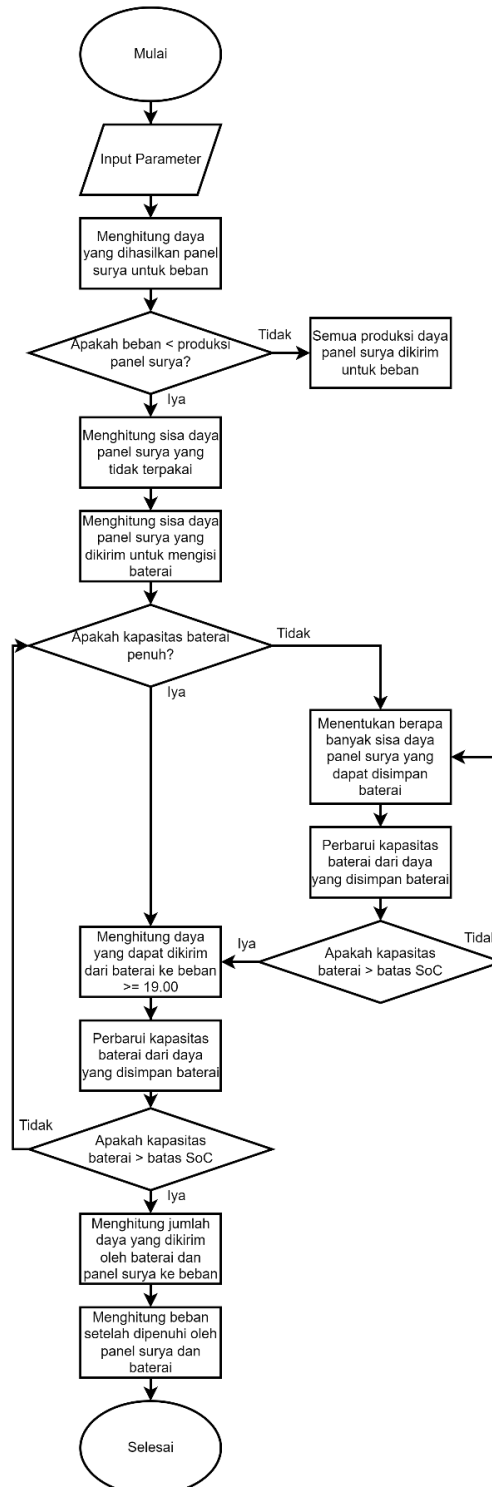 Mulai
Input Parameter
Menghitung daya
yang dihasilkan panel
surya untuk beban
Apakah beban < produksi
panel surya?
Tidak
Semua produksi daya
panel surya dikirim
untuk beban
Iya
Menghitung sisa daya
panel surya yang
tidak terpakai
Menghitung sisa daya
panel surya yang
dikirim untuk mengisi
baterai
Apakah kapasitas baterai
penuh?
Tidak
Iya
Menentukan berapa
banyak sisa daya
panel surya yang
dapat disimpan
baterai
Perbarui kapasitas
baterai dari daya
yang disimpan baterai
Apakah kapasitas
baterai > batas SoC
Tidak
Iya
Menghitung daya
yang dapat dikirim
dari baterai ke beban
>= 19.00
Perbarui kapasitas
baterai dari daya
yang disimpan baterai
Tidak
Apakah kapasitas
baterai > batas SoC
Iya
Menghitung jumlah
daya yang dikirim
oleh baterai dan
panel surya ke beban
Menghitung beban
setelah dipenuhi oleh
panel surya dan
baterai
Selesai